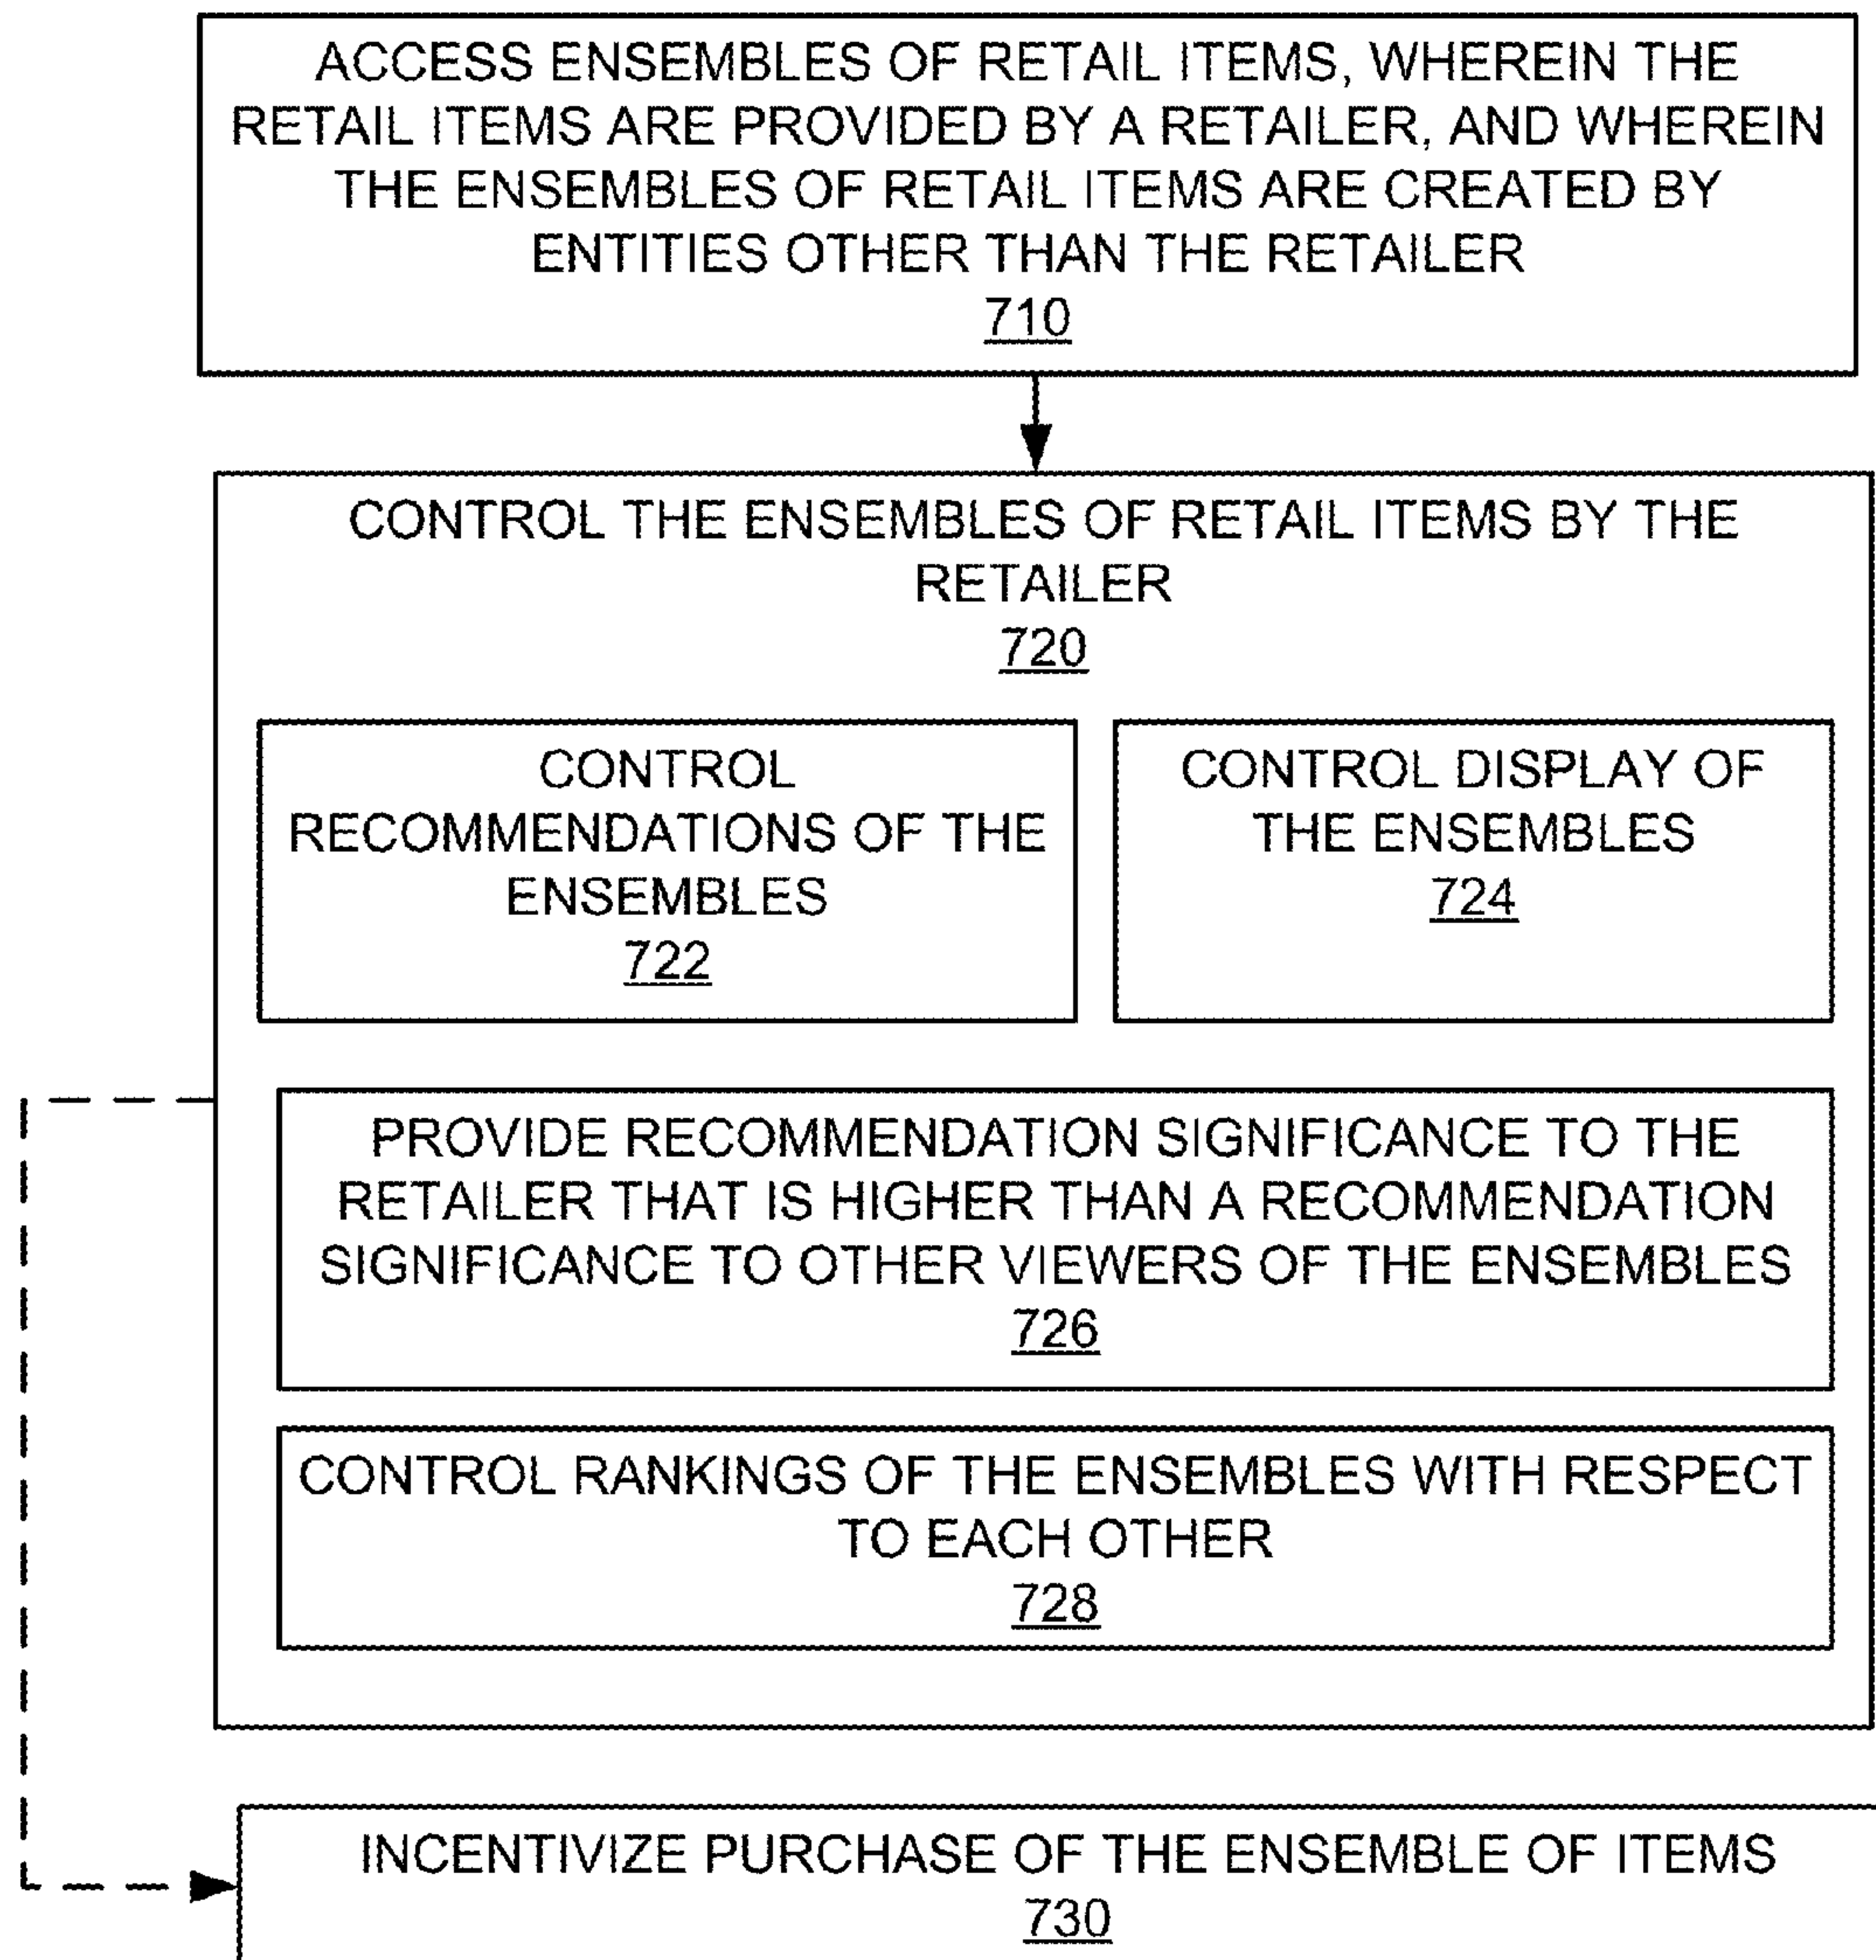 ACCESS ENSEMBLES OF RETAIL ITEMS, WHEREIN THE
RETAIL ITEMS ARE PROVIDED BY A RETAILER, AND WHEREIN
THE ENSEMBLES OF RETAIL ITEMS ARE CREATED BY
ENTITIES OTHER THAN THE RETAILER
710
CONTROL THE ENSEMBLES OF RETAIL ITEMS BY THE
RETAILER
720
CONTROL
RECOMMENDATIONS OF THE
ENSEMBLES
722
CONTROL DISPLAY OF
THE ENSEMBLES
724
PROVIDE RECOMMENDATION SIGNIFICANCE TO THE
RETAILER THAT IS HIGHER THAN A RECOMMENDATION
SIGNIFICANCE TO OTHER VIEWERS OF THE ENSEMBLES
726
CONTROL RANKINGS OF THE ENSEMBLES WITH RESPECT
TO EACH OTHER
728
INCENTIVIZE PURCHASE OF THE ENSEMBLE OF ITEMS
730